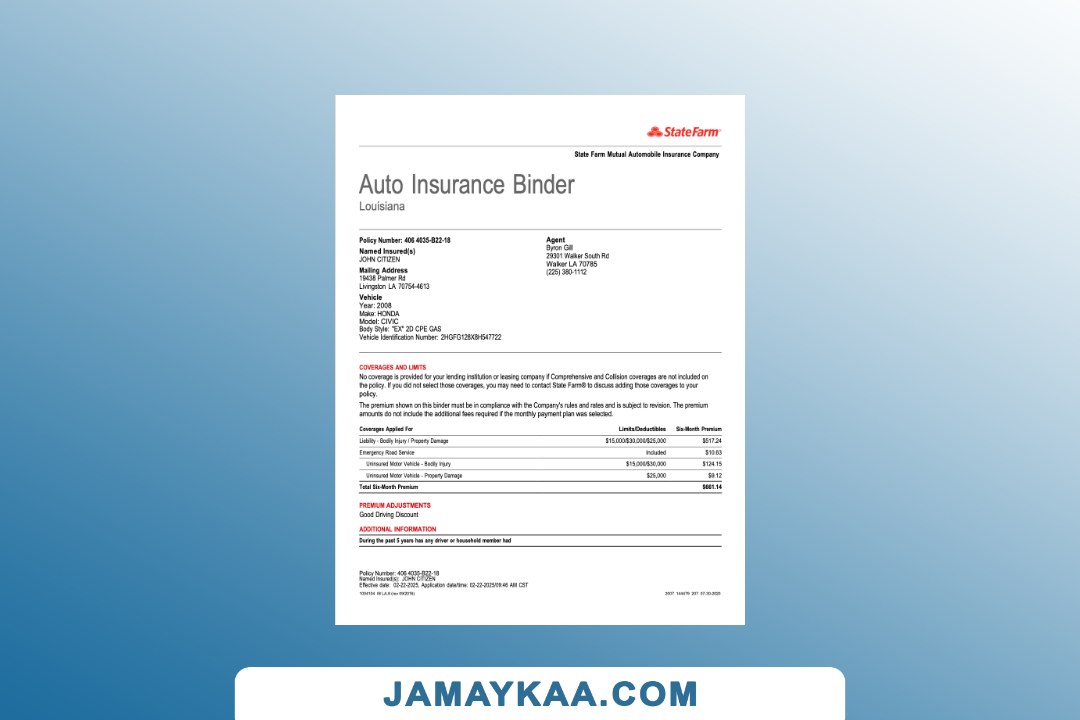 StateFarm
State Farm Mutual Automobile Insurance Company
Auto Insurance Binder
Louisiana
Policy Number: 406 4035-B22-18
Named Insured(s)
JOHN CITIZEN
Mailing Address
19438 Palmer Rd
Livingston LA 70754-4613
Vehicle
Year: 2008
Make: HONDA
Model: CIVIC
Body Style: "EX" 2D CPE GAS
Vehicle Identification Number: 2HGFG128X8H547722
Agent
Byron Gill
29301 Walker South Rd
Walker LA 70785
(225) 380-1112
COVERAGES AND LIMITS
No coverage is provided for your lending institution or leasing company if Comprehensive and Collision coverages are not included on
the policy. If you did not select those coverages, you may need to contact State Farm® to discuss adding those coverages to your
policy.
The premium shown on this binder must be in compliance with the Company's rules and rates and is subject to revision. The premium
amounts do not include the additional fees required if the monthly payment plan was selected.
Coverages Applied For Limits/Deductibles Six-Month Premium
Liability - Bodily Injury / Property Damage $15,000/$30,000/$25,000 $517.24
Emergency Road Service Included $10.63
Uninsured Motor Vehicle - Bodily Injury $15,000/$30,000 $124.15
Uninsured Motor Vehicle - Property Damage $25,000 $9.12
Total Six-Month Premium $661.14
PREMIUM ADJUSTMENTS
Good Driving Discount
ADDITIONAL INFORMATION
During the past 5 years has any driver or household member had
Policy Number: 406 4035-B22-18
Named Insured(s): JOHN CITIZEN
Effective date: 02-22-2025, Application date/time: 02-22-2025/09:46 AM CST
JAMAYKAA.COM